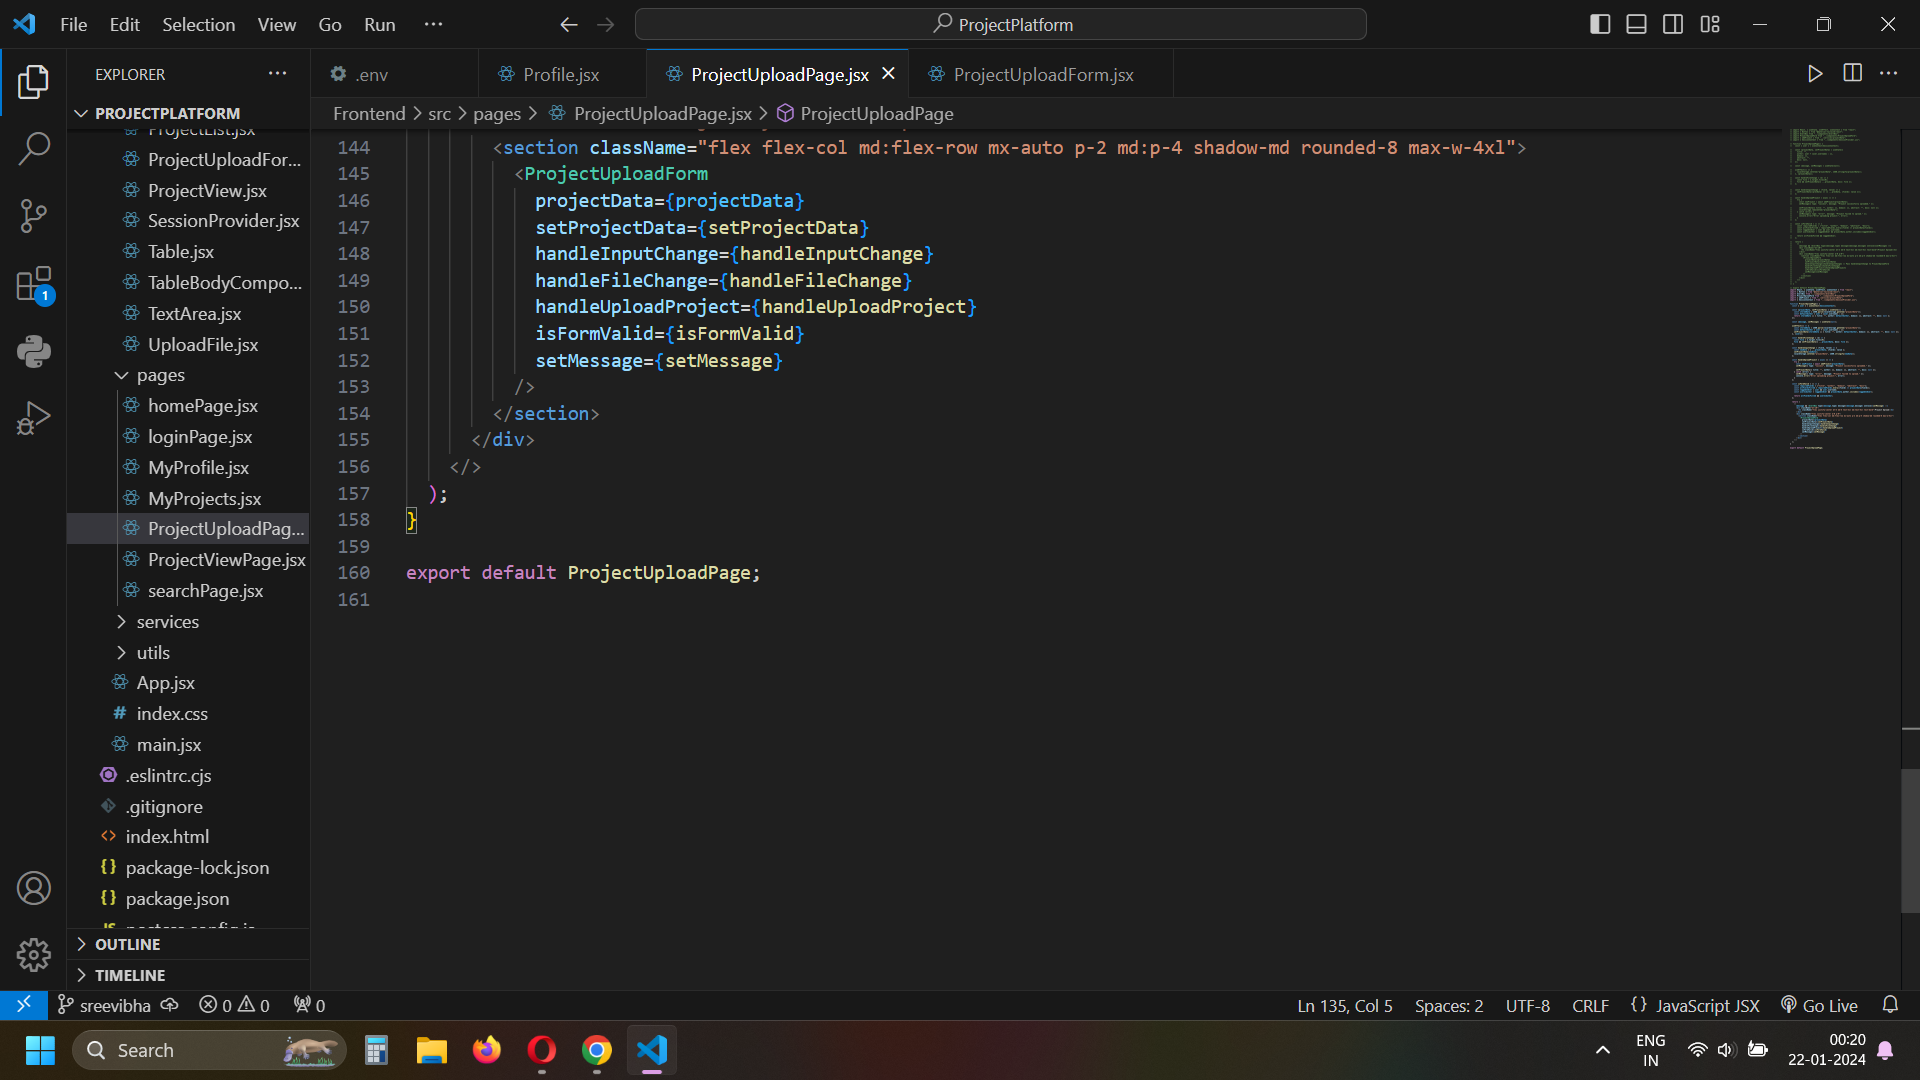 File Edit Selection View Go Run ···
ProjectPlatform
EXPLORER
.env
Profile.jsx
ProjectUploadPage.jsx
ProjectUploadForm.jsx
PROJECTPLATFORM
Frontend > src > pages > ProjectUploadPage.jsx > ProjectUploadPage
ProjectList.jsx
ProjectUploadFor...
ProjectView.jsx
SessionProvider.jsx
Table.jsx
TableBodyCompo...
TextArea.jsx
UploadFile.jsx
pages
homePage.jsx
loginPage.jsx
MyProfile.jsx
MyProjects.jsx
ProjectUploadPag...
ProjectViewPage.jsx
searchPage.jsx
services
utils
App.jsx
# index.css
main.jsx
.eslintrc.cjs
.gitignore
<> index.html
{} package-lock.json
{} package.json
OUTLINE
TIMELINE
1
144 <section className="flex flex-col md:flex-row mx-auto p-2 md:p-4 shadow-md rounded-8 max-w-4xl">
145 <ProjectUploadForm
146 projectData={projectData}
147 setProjectData={setProjectData}
148 handleInputChange={handleInputChange}
149 handleFileChange={handleFileChange}
150 handleUploadProject={handleUploadProject}
151 isFormValid={isFormValid}
152 setMessage={setMessage}
153 />
154 </section>
155 </div>
156 </>
157 );
158 }
159
160 export default ProjectUploadPage;
161
sreevibha 0 0 0
Ln 135, Col 5 Spaces: 2 UTF-8 CRLF {} JavaScript JSX Go Live
Search
ENG
IN
00:20
22-01-2024